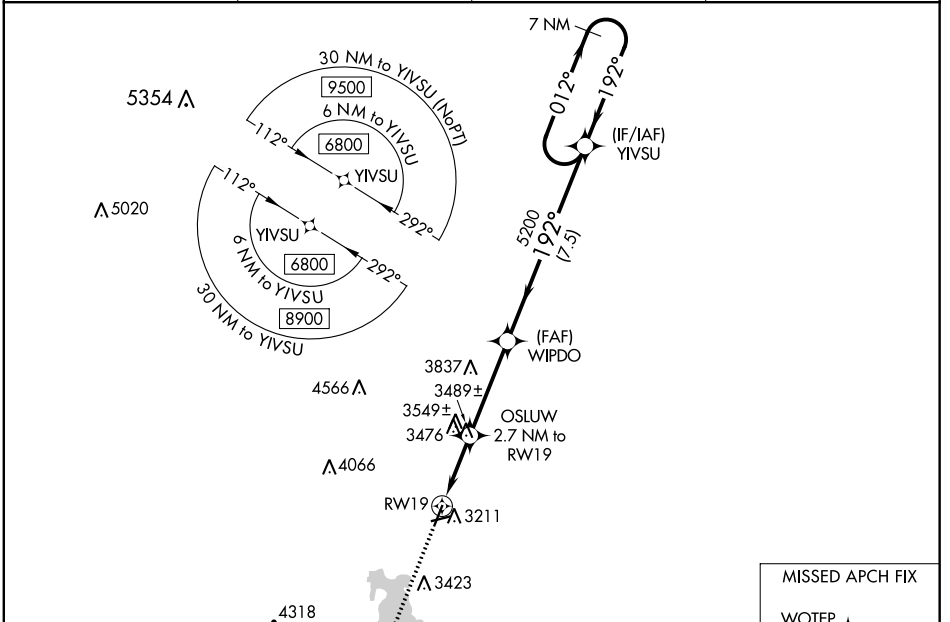 7 NM
012°
192°
(IF/IAF)
YIVSU
30 NM to YIVSU (NoPT)
9500
6 NM to YIVSU
6800
112°
YIVSU
292°
5354
5020
112°
YIVSU
6800
292°
6 NM to YIVSU
8900
30 NM to YIVSU
5200
192°
(7.5)
(FAF)
WIPDO
3837
4566
3489±
3549±
3476
OSLUW
2.7 NM to
RW19
4066
RW19
3211
3423
4318
MISSED APCH FIX
WOTEP